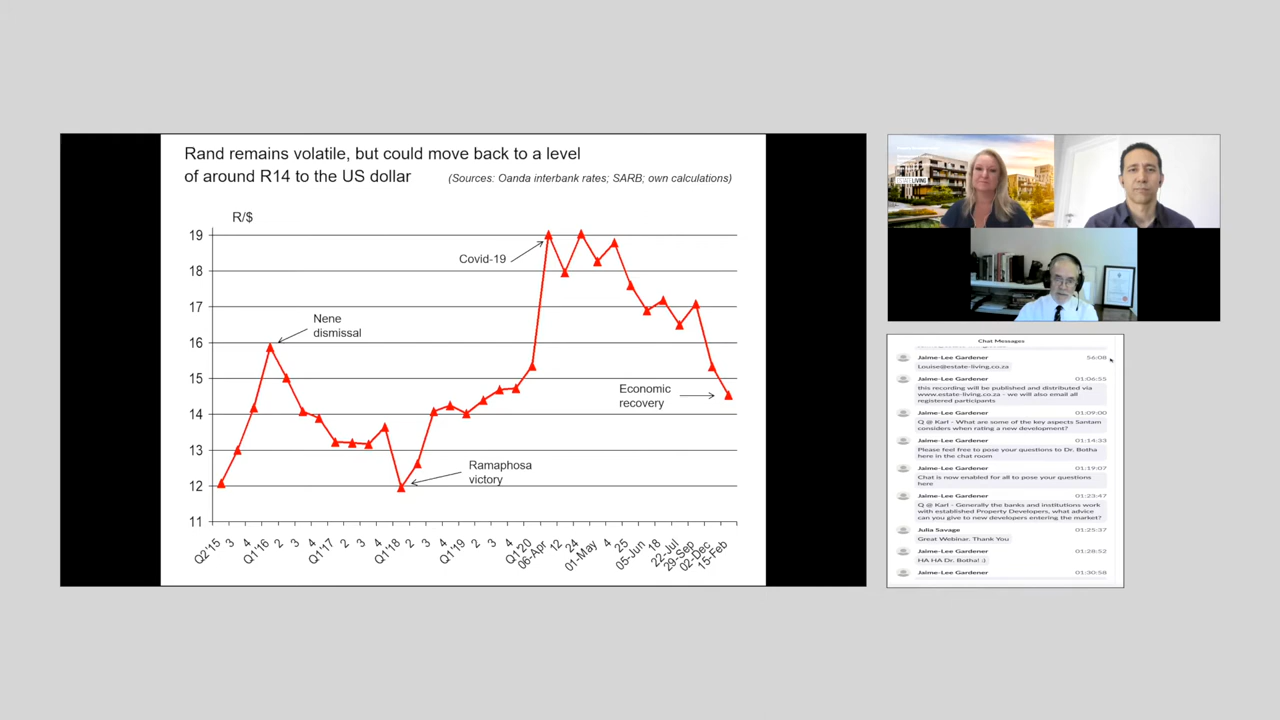 Rand remains volatile, but could move back to a level
of around R14 to the US dollar
(Sources: Oanda interbank rates; SARB; own calculations)
R/$
19
18
17
16
15
14
13
12
11
Covid-19
Nene
dismissal
Economic
recovery
Ramaphosa
victory
Q1'16
2
3
4
Q1'17
2
3
4
2
3
4
Q1'19
2
3
4
Q1'20
06-Apr
12
24
01-May
4
25
05-Jun
19
22-Jul
29-Sep
02-Dec
15-Feb
ESTATELIVING
Chat Messages
Jaime-Lee Gardener 56:08
Louise@estate-living.co.za
Jaime-Lee Gardener 01:06:55
this recording will be published and distributed via
www.estate-living.co.za - we will also email all
registered participants
Jaime-Lee Gardener 01:09:00
Q @ Karl - What are some of the key aspects Santam
considers when rating a new development?
Jaime-Lee Gardener 01:14:33
Please feel free to pose your questions to Dr. Botha
here in the chat room
Jaime-Lee Gardener 01:19:07
Chat is now enabled for all to pose your questions
here
Jaime-Lee Gardener 01:23:47
Q @ Karl - Generally the banks and institutions work
with established Property Developers, what advice
can you give to new developers entering the market?
Julia Savage 01:25:37
Great Webinar. Thank You
Jaime-Lee Gardener 01:28:52
HA HA Dr. Botha! :)
Jaime-Lee Gardener 01:30:58